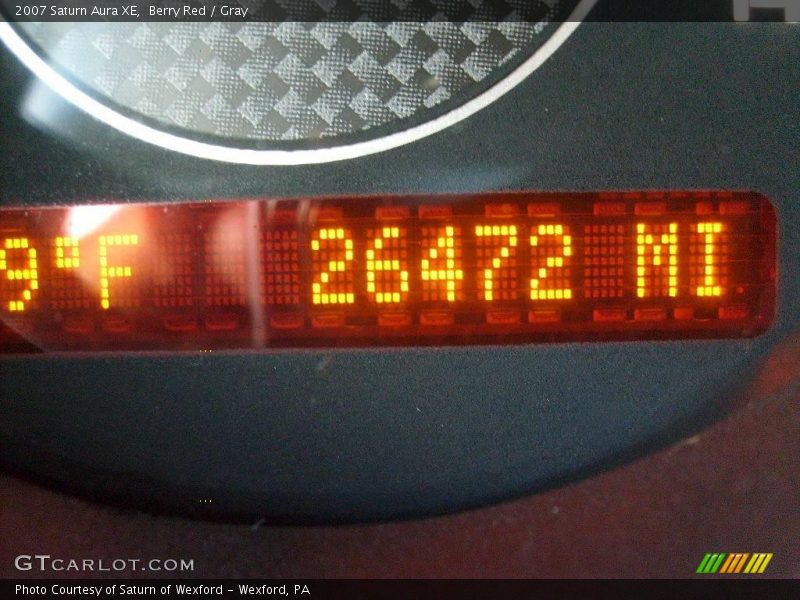 2007 Saturn Aura XE, Berry Red / Gray
9°F 26472 MI
GTCARLOT.COM
Photo Courtesy of Saturn of Wexford - Wexford, PA